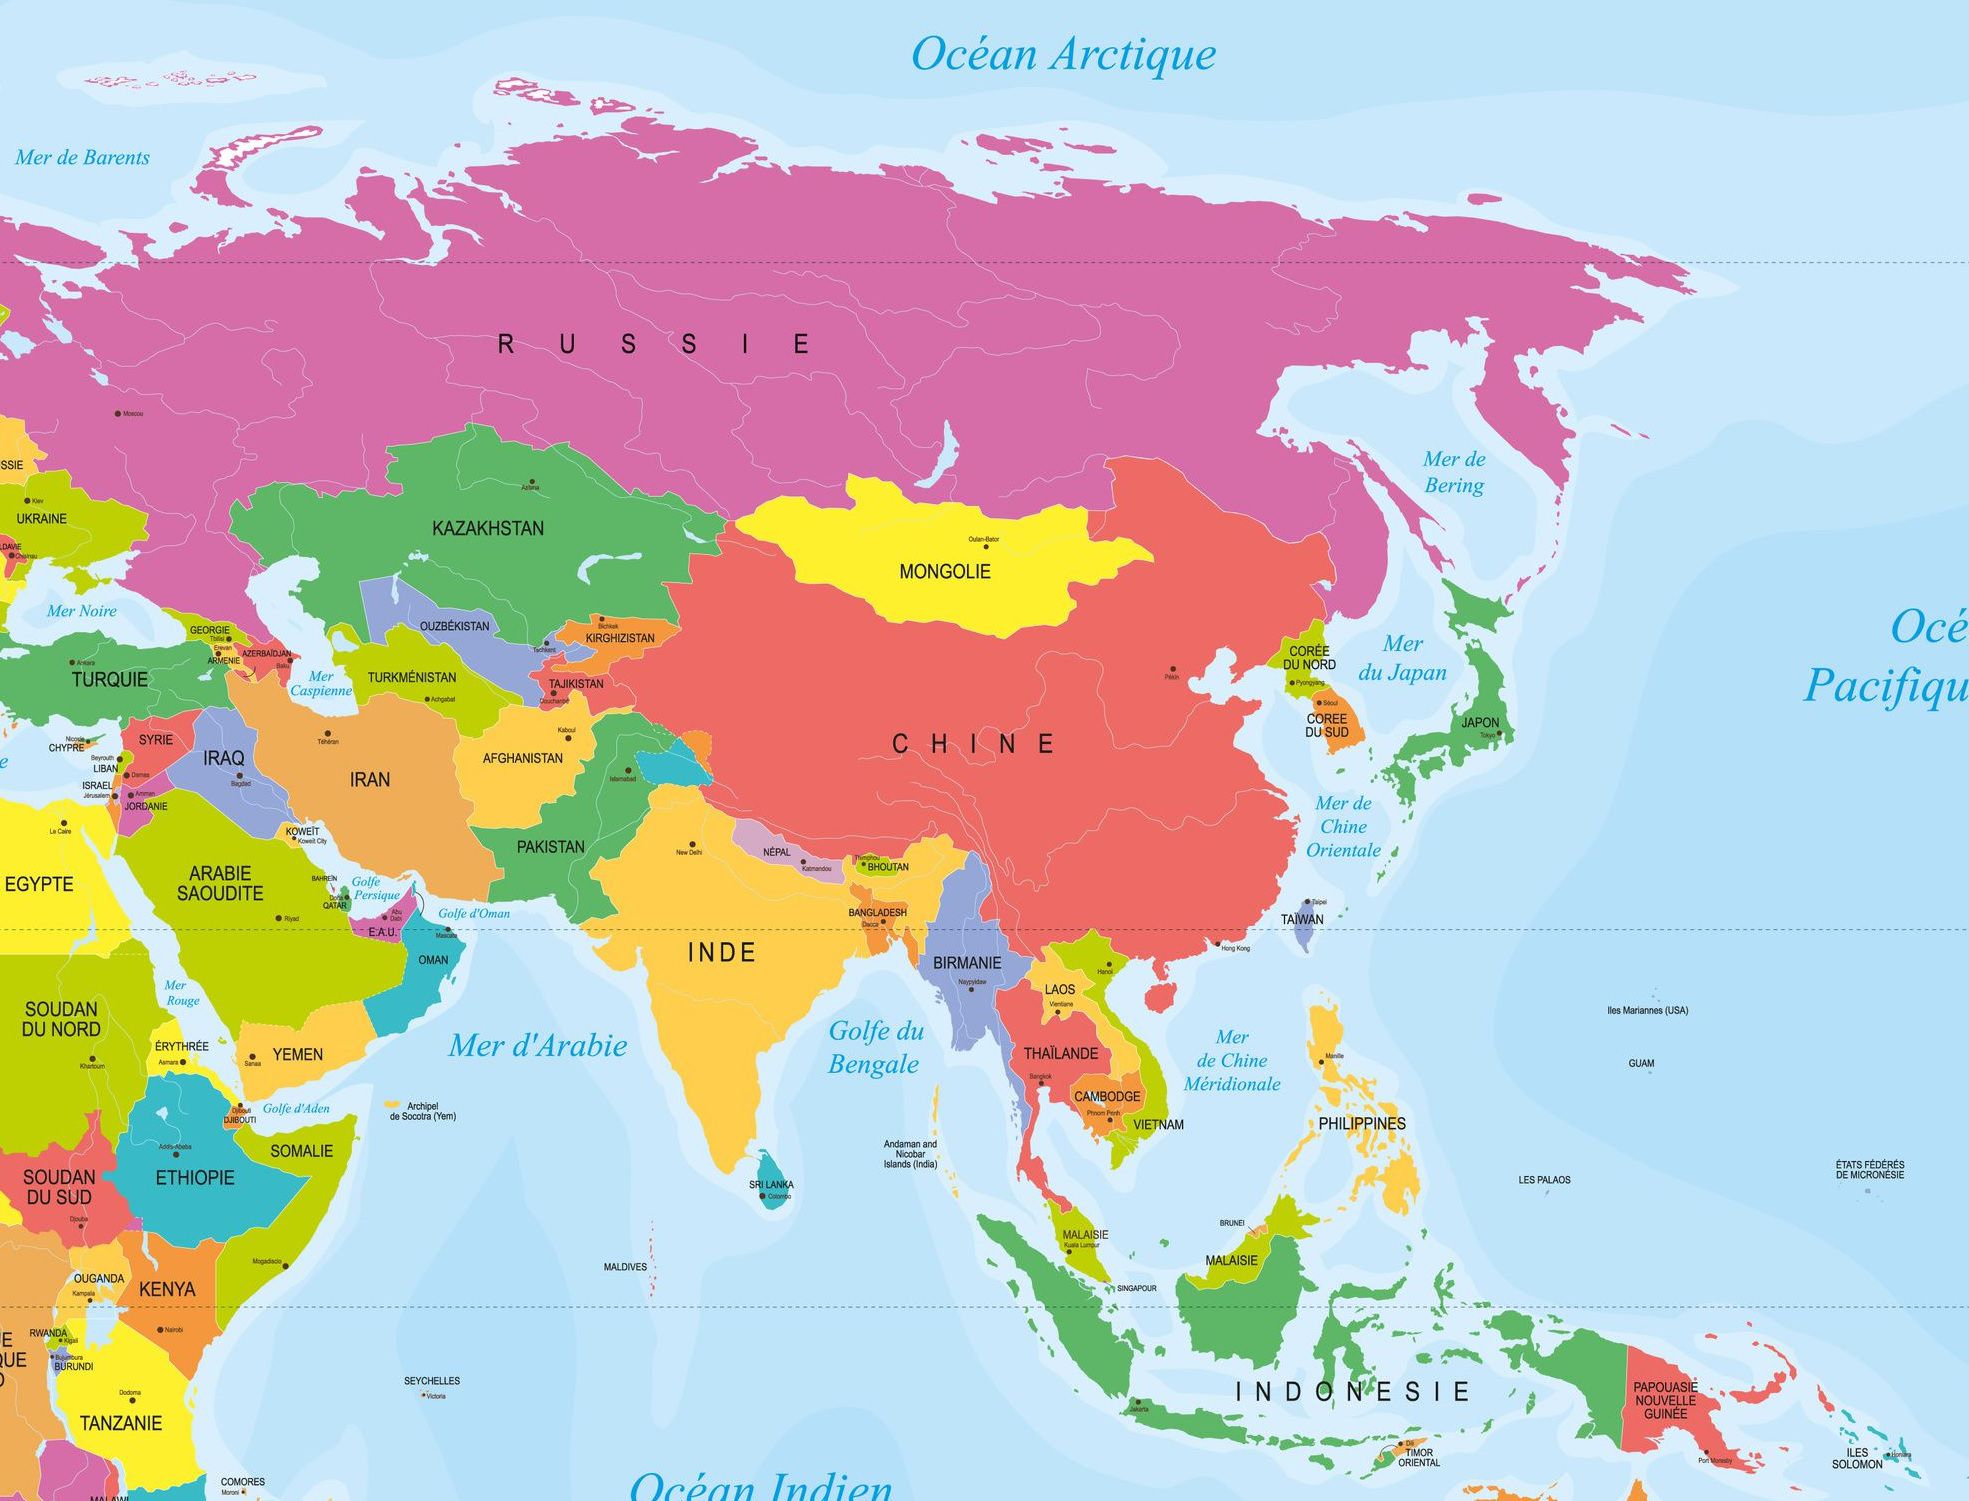 Océan Arctique
Mer de Barents
RUSSIE
Moscou
Mer de
Bering
SSIE
Kiev
UKRAINE
LDAVIE
Chisinau
Astana
KAZAKHSTAN
Oulan-Bator
MONGOLIE
Mer Noire
GEORGIE
Tbilisi
Erevan
ARMENIE
AZERBAÏDJAN
Baku
Mer
Caspienne
OUZBÉKISTAN
Tachkent
Bichkek
KIRGHIZISTAN
TURKMÉNISTAN
Achgabat
TAJIKISTAN
Douchanbé
Ankara
TURQUIE
Pékin
CORÉE
DU NORD
Pyongyang
Séoul
COREE
DU SUD
Mer
du Japan
JAPON
Tokyo
Océ
Pacifiqu
Nicosie
CHYPRE
Beyrouth
LIBAN
SYRIE
Damas
ISRAEL
Jérusalem
Amman
JORDANIE
IRAQ
Bagdad
Téhéran
IRAN
Kaboul
AFGHANISTAN
Islamabad
PAKISTAN
CHINE
Mer de
Chine
Orientale
e
Le Caire
EGYPTE
KOWEÏT
Koweit City
ARABIE
SAOUDITE
Riyad
BAHREÏN
Doha
QATAR
Golfe
Persique
Abu
Dabi
E.A.U.
Golfe d'Oman
Mascate
OMAN
New Delhi
NÉPAL
Katmandou
Thimphou
BHOUTAN
BANGLADESH
Dacca
INDE
BIRMANIE
Naypyidaw
Hanoï
LAOS
Vientiane
Hong Kong
Taipei
TAÏWAN
Mer
Rouge
SOUDAN
DU NORD
Khartoum
ÉRYTHRÉE
Asmara
Sanaa
YEMEN
Mer d'Arabie
Golfe du
Bengale
THAÏLANDE
Bangkok
CAMBODGE
Phnom Penh
VIETNAM
Mer
de Chine
Méridionale
Manille
PHILIPPINES
Iles Mariannes (USA)
GUAM
Djibouti
DJIBOUTI
Golfe d'Aden
Archipel
de Socotra (Yem)
Addis-Abeba
ETHIOPIE
SOMALIE
Andaman and
Nicobar
Islands (India)
SOUDAN
DU SUD
Djouba
SRI LANKA
Colombo
LES PALAOS
ÉTATS FÉDÉRÉS
DE MICRONÉSIE
MALDIVES
MALAISIE
Kuala Lumpur
SINGAPOUR
BRUNEI
MALAISIE
Mogadiscio
OUGANDA
Kampala
KENYA
Nairobi
RWANDA
Kigali
Bujumbura
BURUNDI
E
QUE
D
Dodoma
TANZANIE
SEYCHELLES
Victoria
INDONESIE
Jakarta
Dili
TIMOR
ORIENTAL
PAPOUASIE
NOUVELLE
GUINÉE
Port Moresby
ILES
SOLOMON
Honiara
COMORES
Moroni
MALAWI
Océan Indien